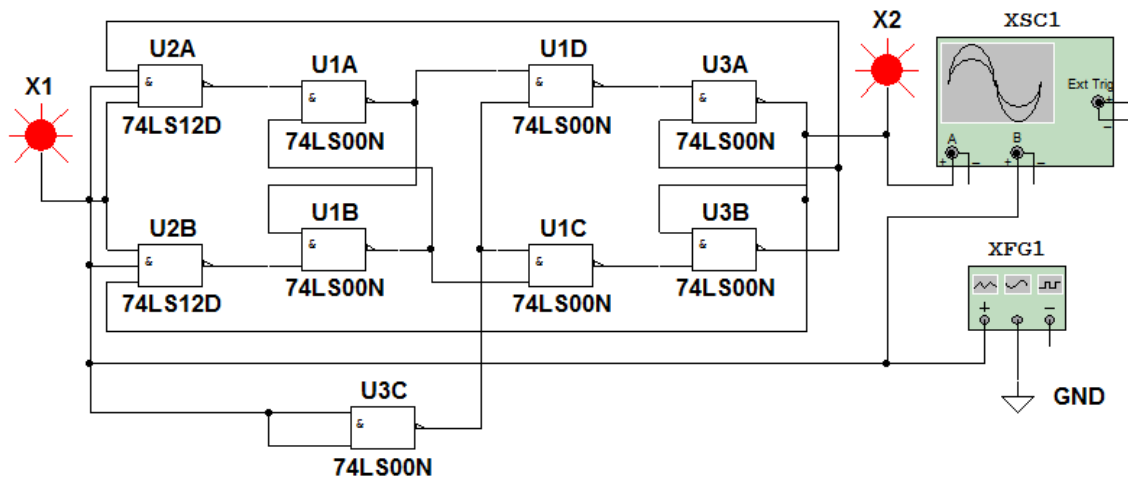 XSC1
X2
U2A
U1D
U1A
U3A
X1
Ext Trig
+
−
&
&
&
&
74LS12D
74LS00N
74LS00N
74LS00N
A
B
+
−
+
−
U2B
U1B
U1C
U3B
&
&
&
&
XFG1
+
−
74LS12D
74LS00N
74LS00N
74LS00N
U3C
GND
&
74LS00N